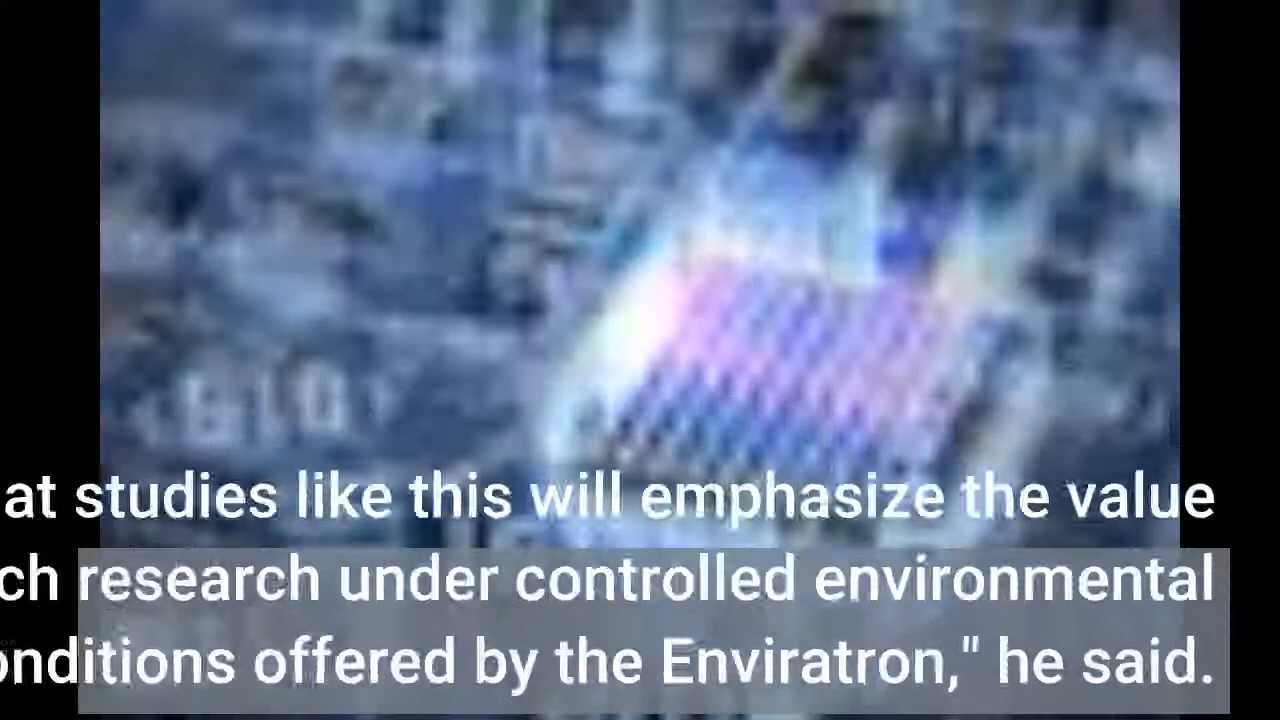 at studies like this will emphasize the value
ch research under controlled environmental
onditions offered by the Enviratron," he said.